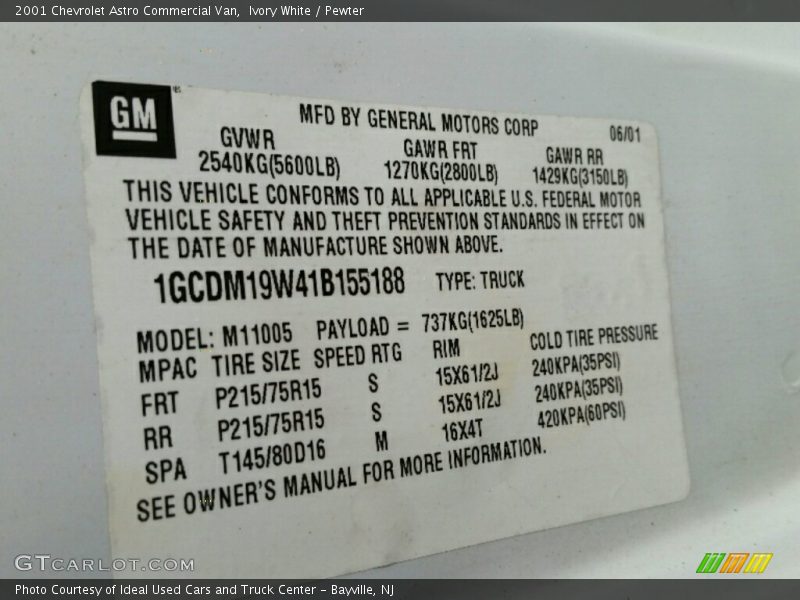 2001 Chevrolet Astro Commercial Van,  Ivory White / Pewter
GM
MFD BY GENERAL MOTORS CORP 06/01
GVWR GAWR FRT GAWR RR
2540KG(5600LB) 1270KG(2800LB) 1429KG(3150LB)
THIS VEHICLE CONFORMS TO ALL APPLICABLE U.S. FEDERAL MOTOR
VEHICLE SAFETY AND THEFT PREVENTION STANDARDS IN EFFECT ON
THE DATE OF MANUFACTURE SHOWN ABOVE.
1GCDM19W41B155188 TYPE: TRUCK
MODEL: M11005 PAYLOAD = 737KG(1625LB)
MPAC TIRE SIZE SPEED RTG RIM COLD TIRE PRESSURE
FRT P215/75R15 S 15X61/2J 240KPA(35PSI)
RR P215/75R15 S 15X61/2J 240KPA(35PSI)
SPA T145/80D16 M 16X4T 420KPA(60PSI)
SEE OWNER'S MANUAL FOR MORE INFORMATION.
GTCARLOT.COM
Photo Courtesy of Ideal Used Cars and Truck Center - Bayville, NJ